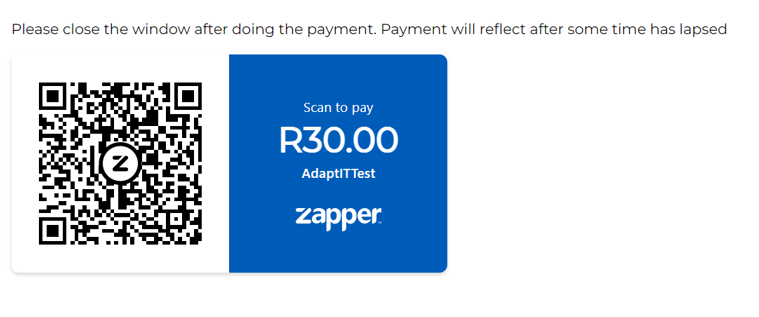 Please close the window after doing the payment. Payment will reflect after some time has lapsed
Z
Scan to pay
R30.00
AdaptITTest
zapper